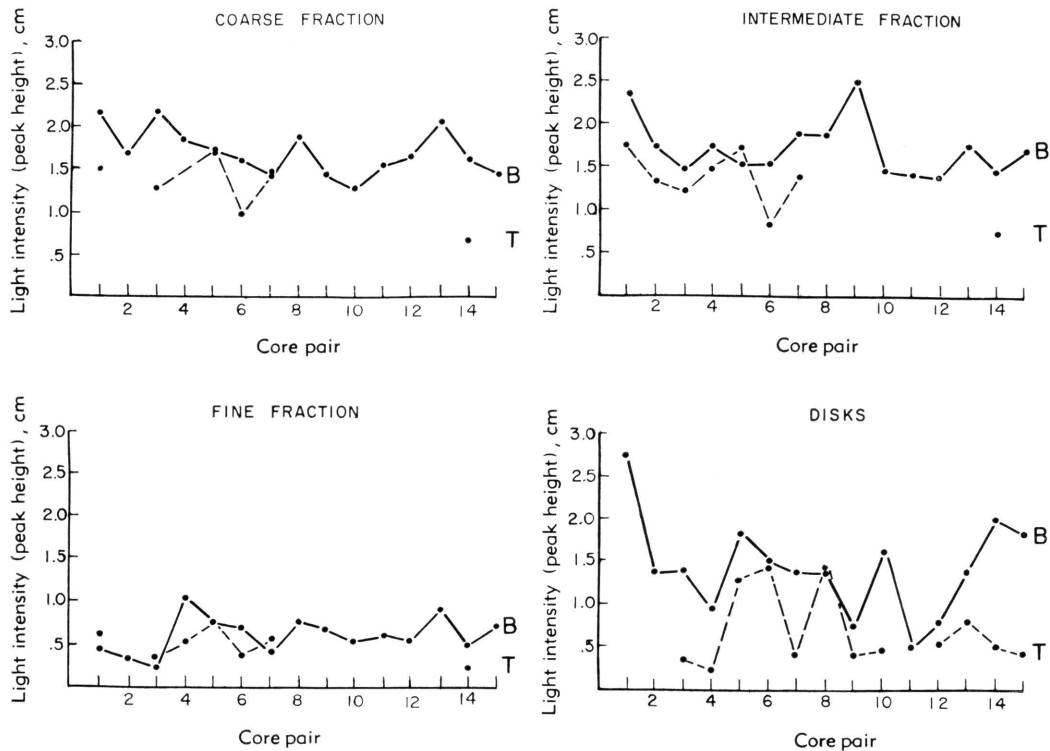 COARSE FRACTION
Light intensity (peak height), cm
3.0
2.5
2.0
1.5
1.0
.5
2 4 6 8 10 12 14
B
T
Core pair
INTERMEDIATE FRACTION
Light intensity (peak height), cm
3.0
2.5
2.0
1.5
1.0
.5
2 4 6 8 10 12 14
B
T
Core pair
FINE FRACTION
Light intensity (peak height), cm
3.0
2.5
2.0
1.5
1.0
.5
2 4 6 8 10 12 14
B
T
Core pair
DISKS
Light intensity (peak height), cm
3.0
2.5
2.0
1.5
1.0
.5
2 4 6 8 10 12 14
B
T
Core pair